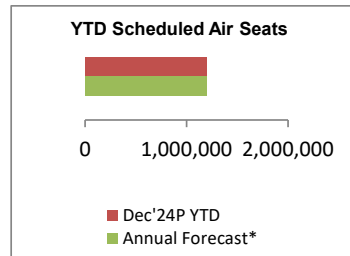 YTD Scheduled Air Seats
0 1,000,000 2,000,000
Dec'24P YTD
Annual Forecast*